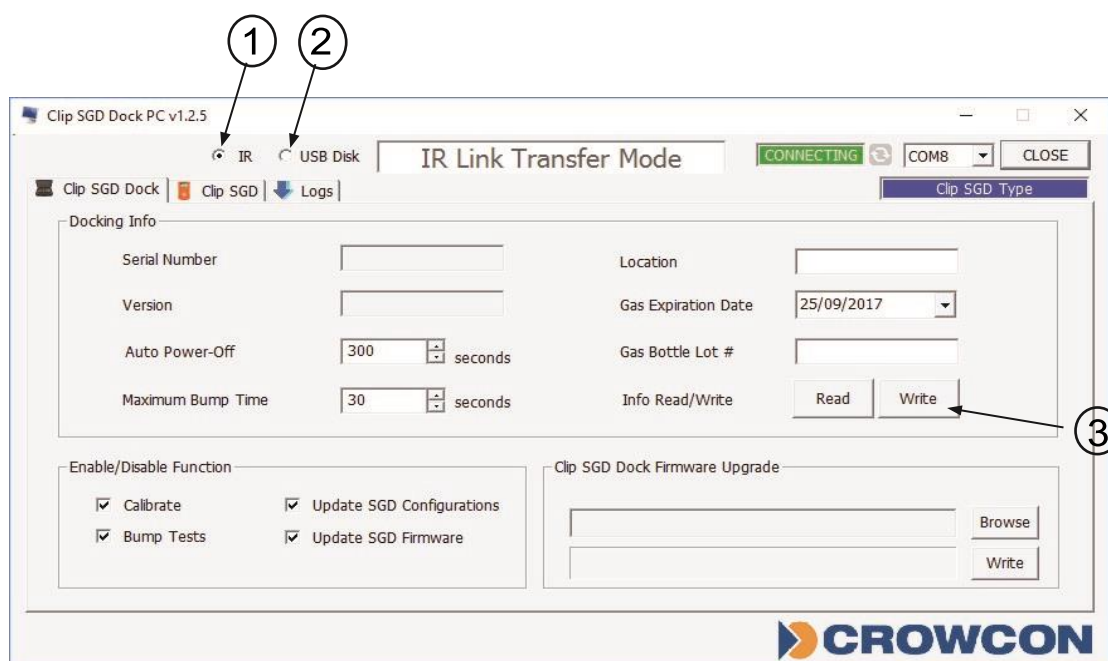 1 2
Clip SGD Dock PC v1.2.5
IR USB Disk IR Link Transfer Mode CONNECTING COM8 CLOSE
Clip SGD Dock Clip SGD Logs Clip SGD Type
Docking Info
Serial Number Location
Version Gas Expiration Date 25/09/2017
Auto Power-Off 300 seconds Gas Bottle Lot #
Maximum Bump Time 30 seconds Info Read/Write Read Write
3
Enable/Disable Function Clip SGD Dock Firmware Upgrade
Calibrate Update SGD Configurations
Browse
Bump Tests Update SGD Firmware
Write
CROWCON